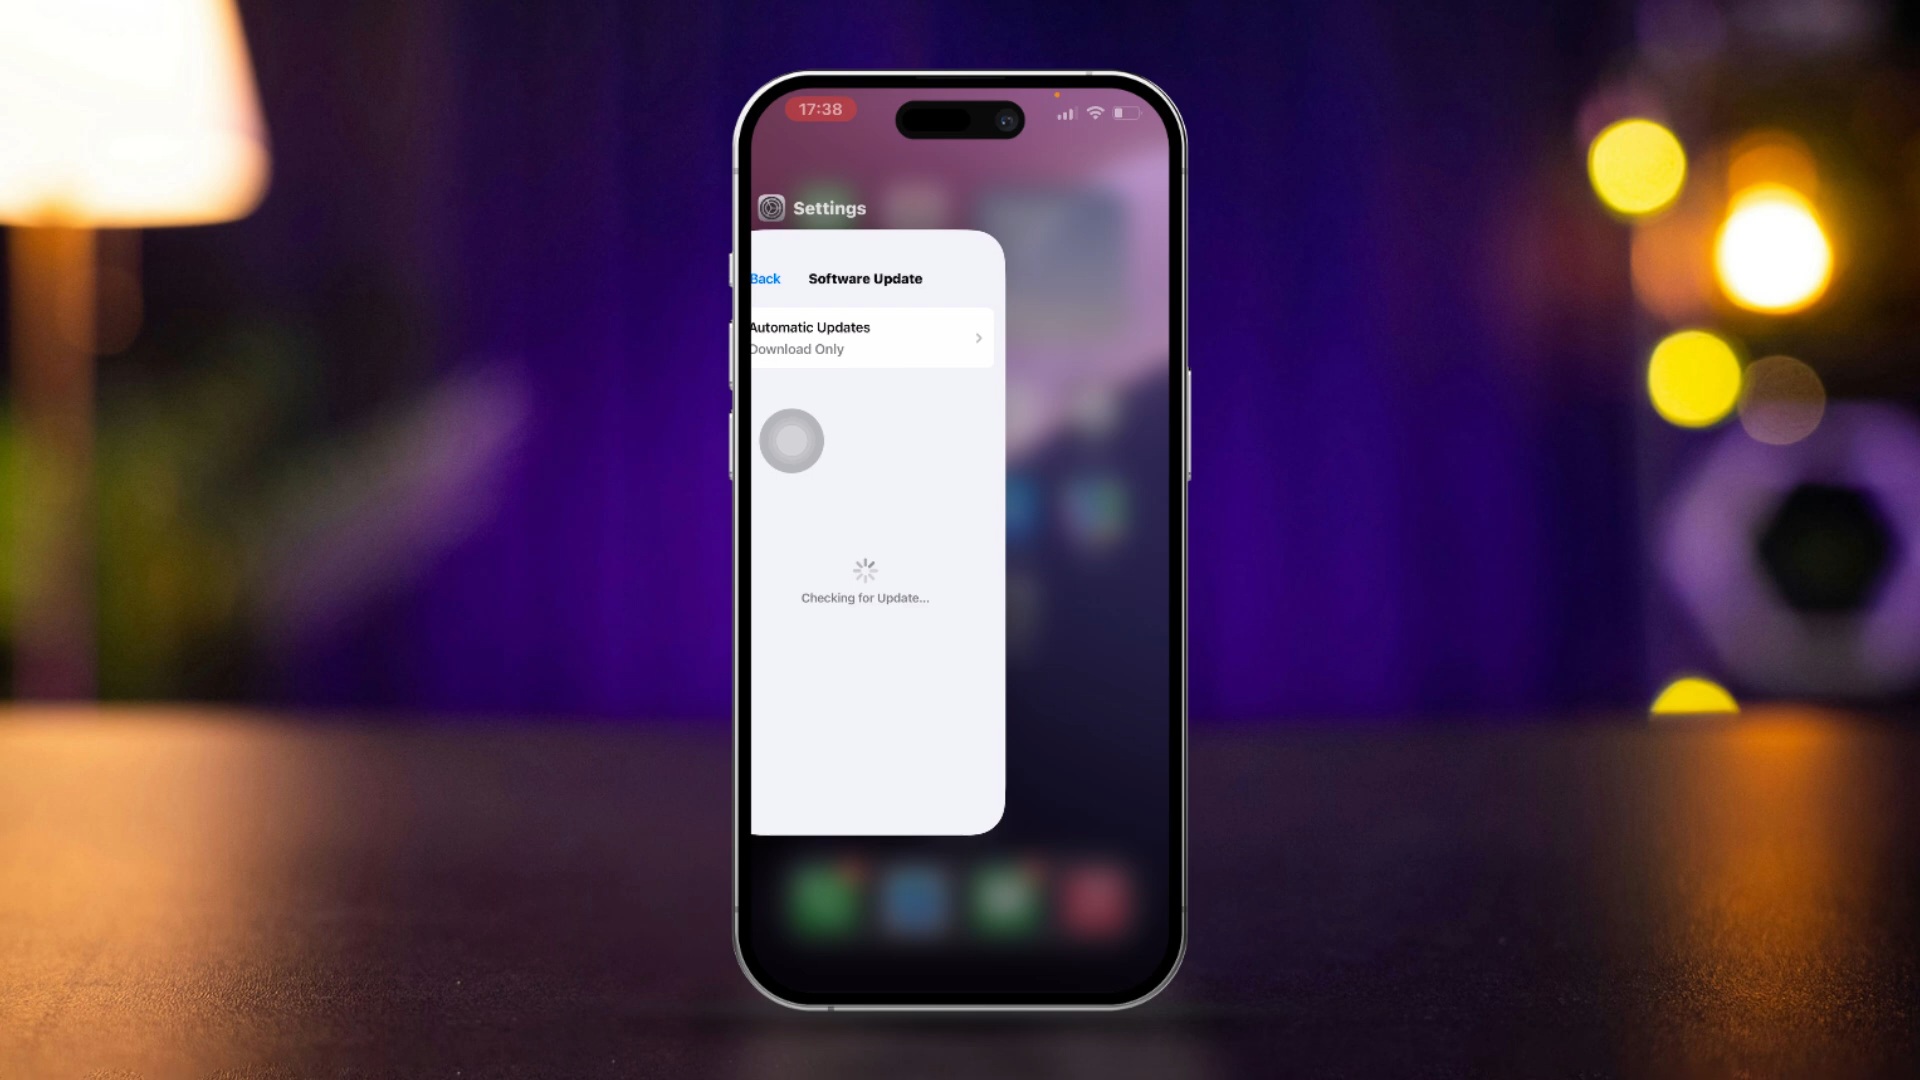 17:38
Settings
Back
Software Update
Automatic Updates
Download Only
Checking for Update...